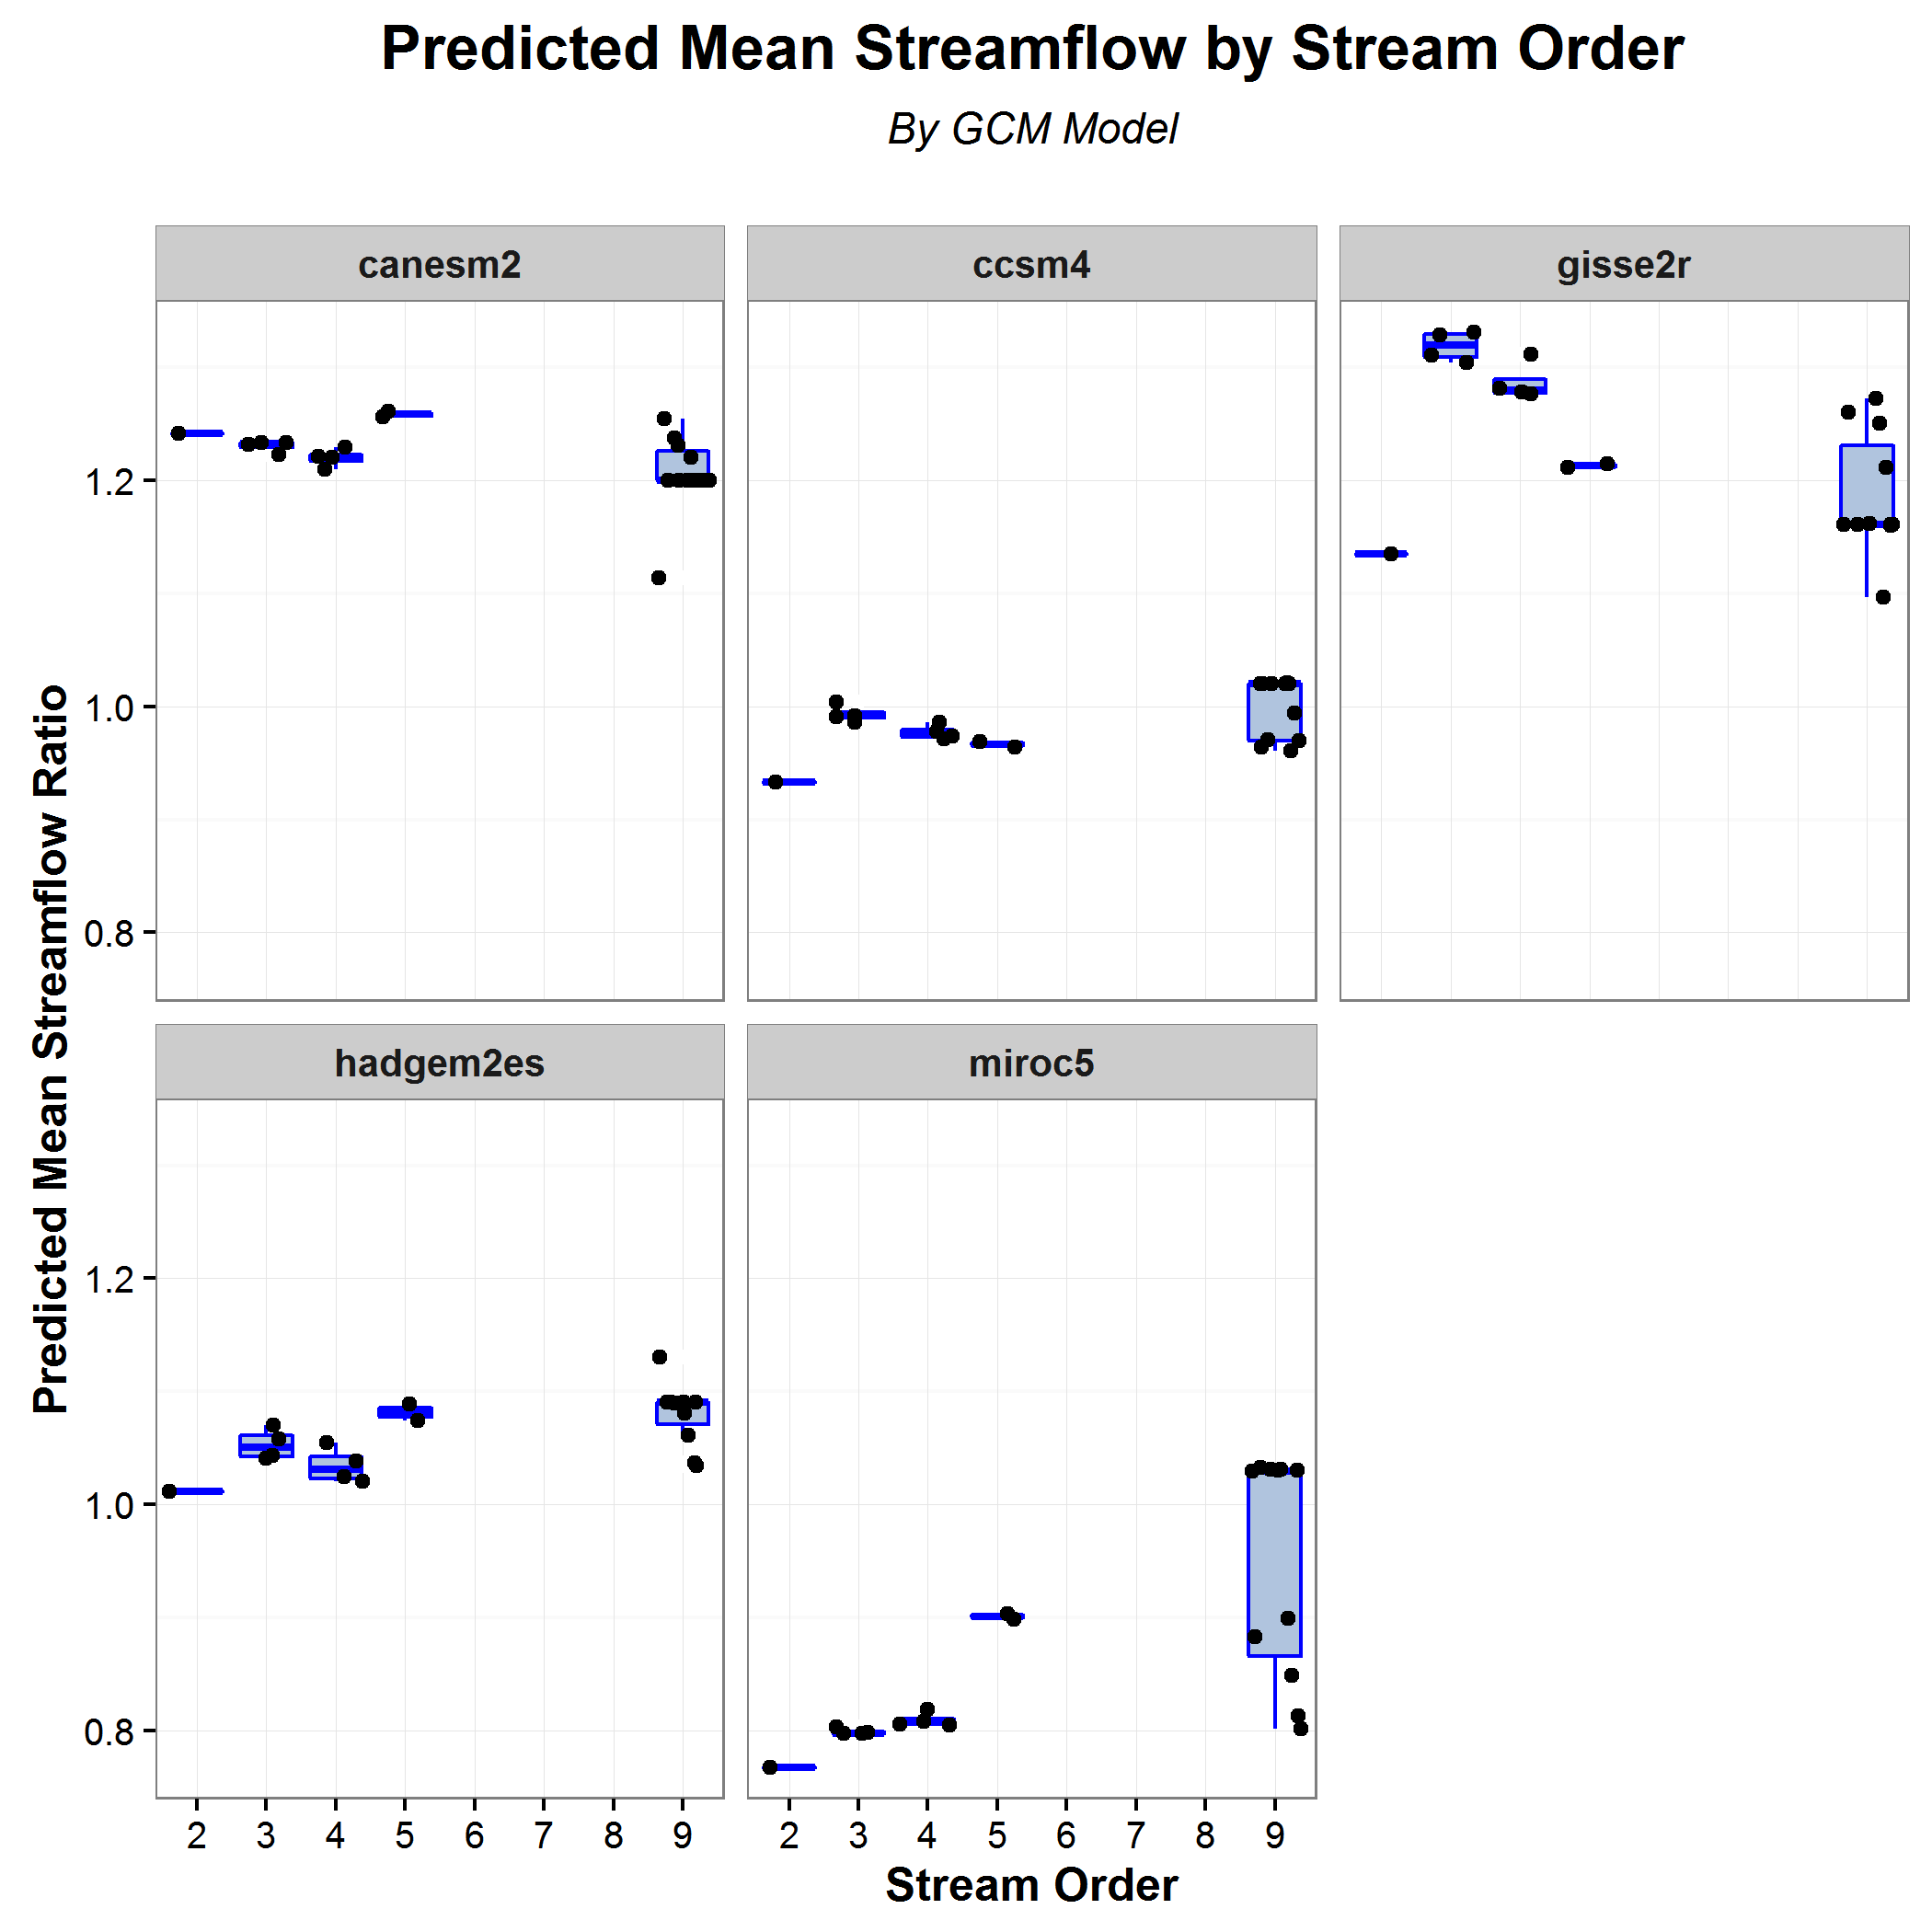 Predicted Mean Streamflow by Stream Order
By GCM Model
canesm2
ccsm4
gisse2r
1.2
1.0
0.8
Predicted Mean Streamflow Ratio
hadgem2es
miroc5
1.2
1.0
0.8
2 3 4 5 6 7 8 9
2 3 4 5 6 7 8 9
Stream Order